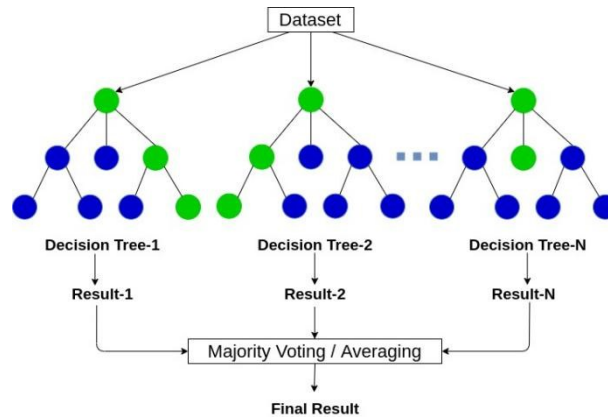 Dataset
Decision Tree-1 Decision Tree-2 Decision Tree-N
Result-1 Result-2 Result-N
Majority Voting / Averaging
Final Result